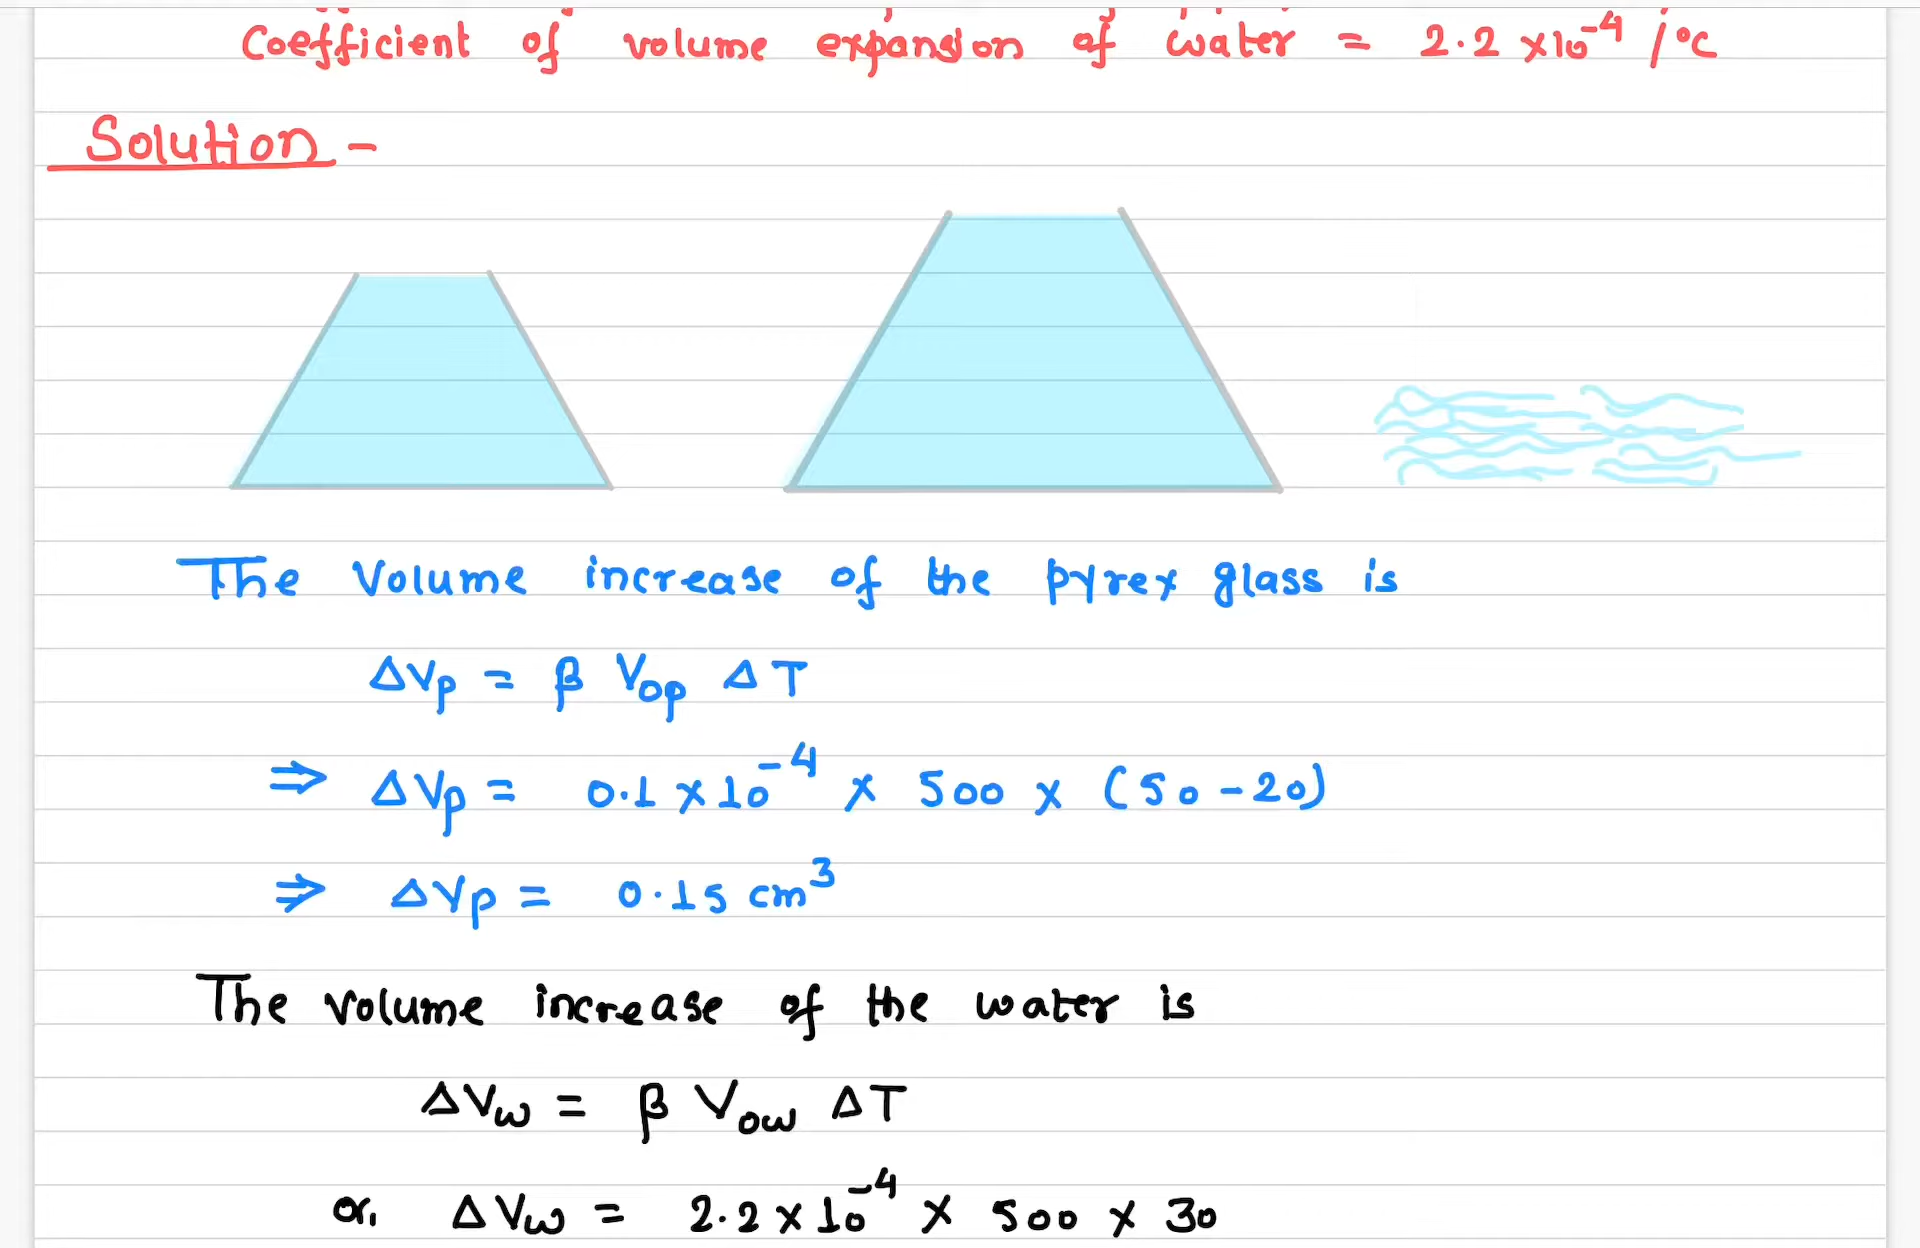 Coefficient of volume expansion of water = 2.2 ×10⁻⁴ /°C
Solution -
The Volume increase of the pyrex glass is
ΔVp = β Vop ΔT
⇒ ΔVp = 0.1 × 10⁻⁴ × 500 × (50-20)
⇒ ΔVp = 0.15 cm³
The volume increase of the water is
ΔVw = β Vow ΔT
or, ΔVw = 2.2 × 10⁻⁴ × 500 × 30